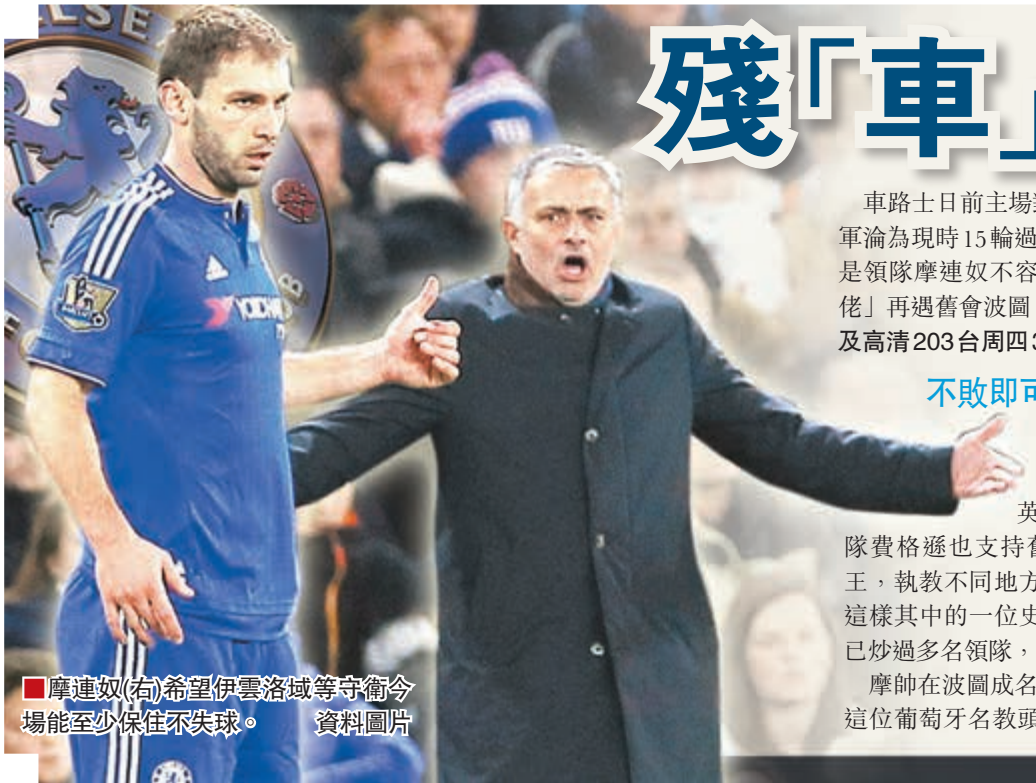 殘「車」
車路士日前主場
軍淪為現時15輪過
是領隊摩連奴不容
佬」再遇舊會波圖
及高清203台周四
不敗即可
英
隊費格遜也支持
王，執教不同地方
這樣其中的一位史
已炒過多名領隊，
摩帥在波圖成名
這位葡萄牙名教頭
■摩連奴(右)希望伊雲洛域等守衞今
場能至少保住不失球。 資料圖片